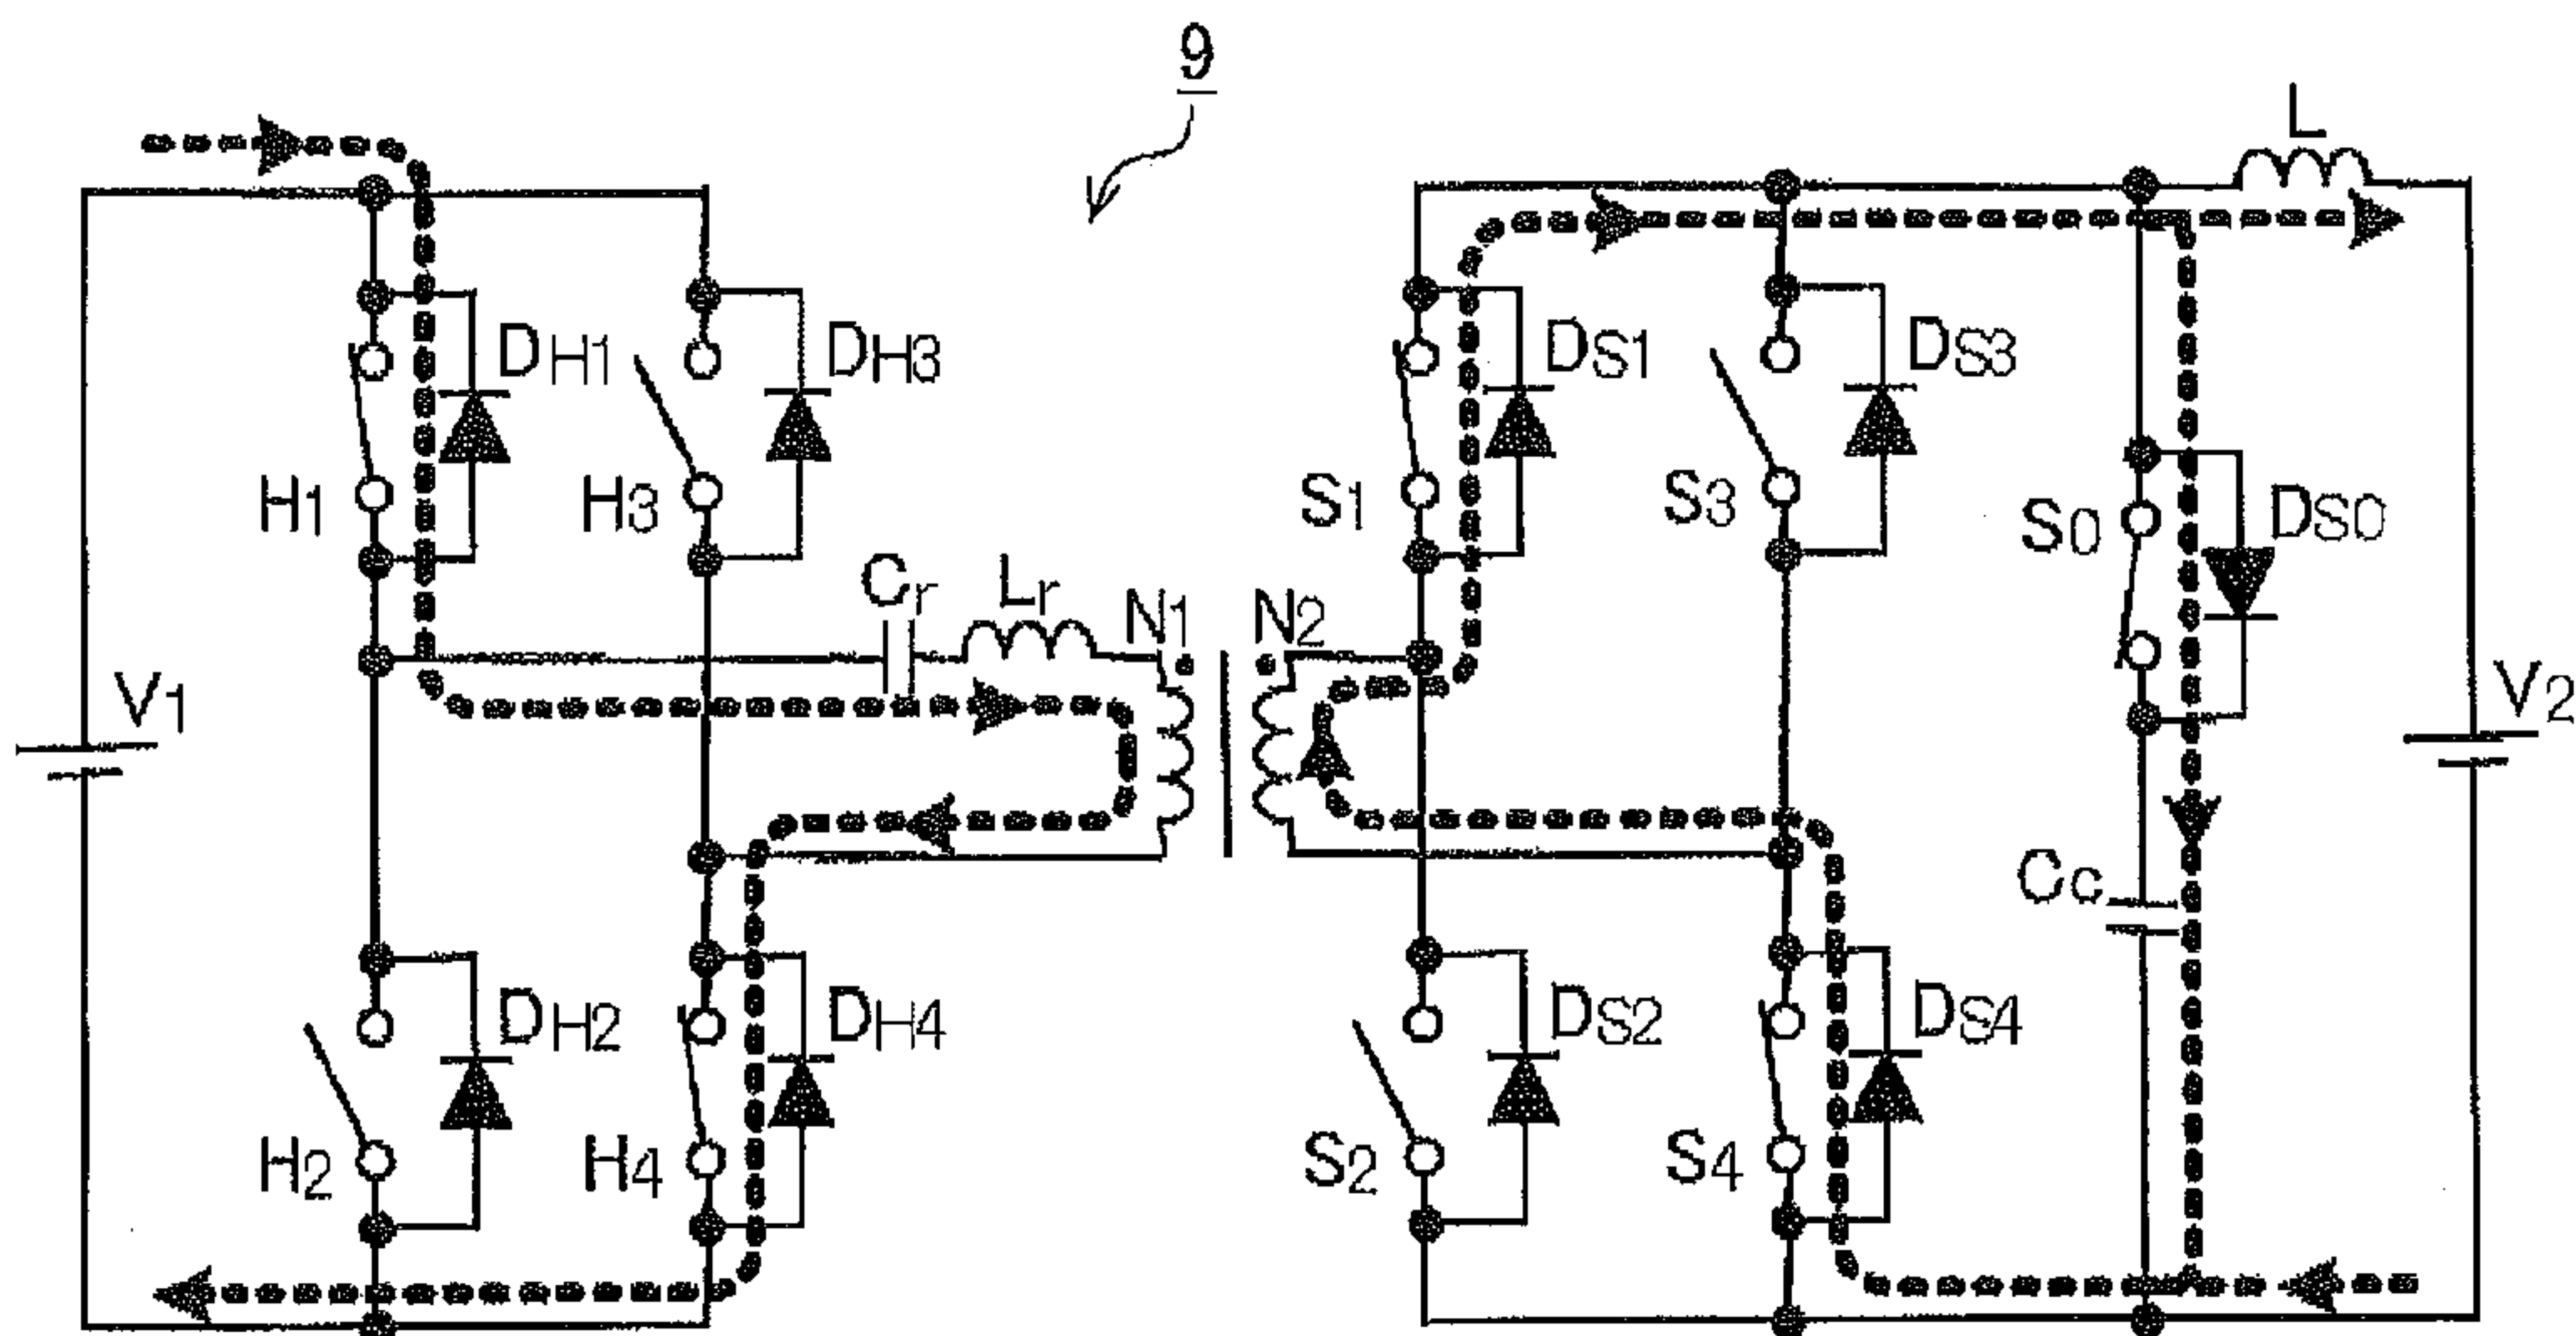 9
L
DH1
DH3
DS1
DS3
H1
H3
S1
S3
S0
DS0
Cr
Lr
N1
N2
V1
V2
Cc
DH2
DH4
DS2
DS4
H2
H4
S2
S4